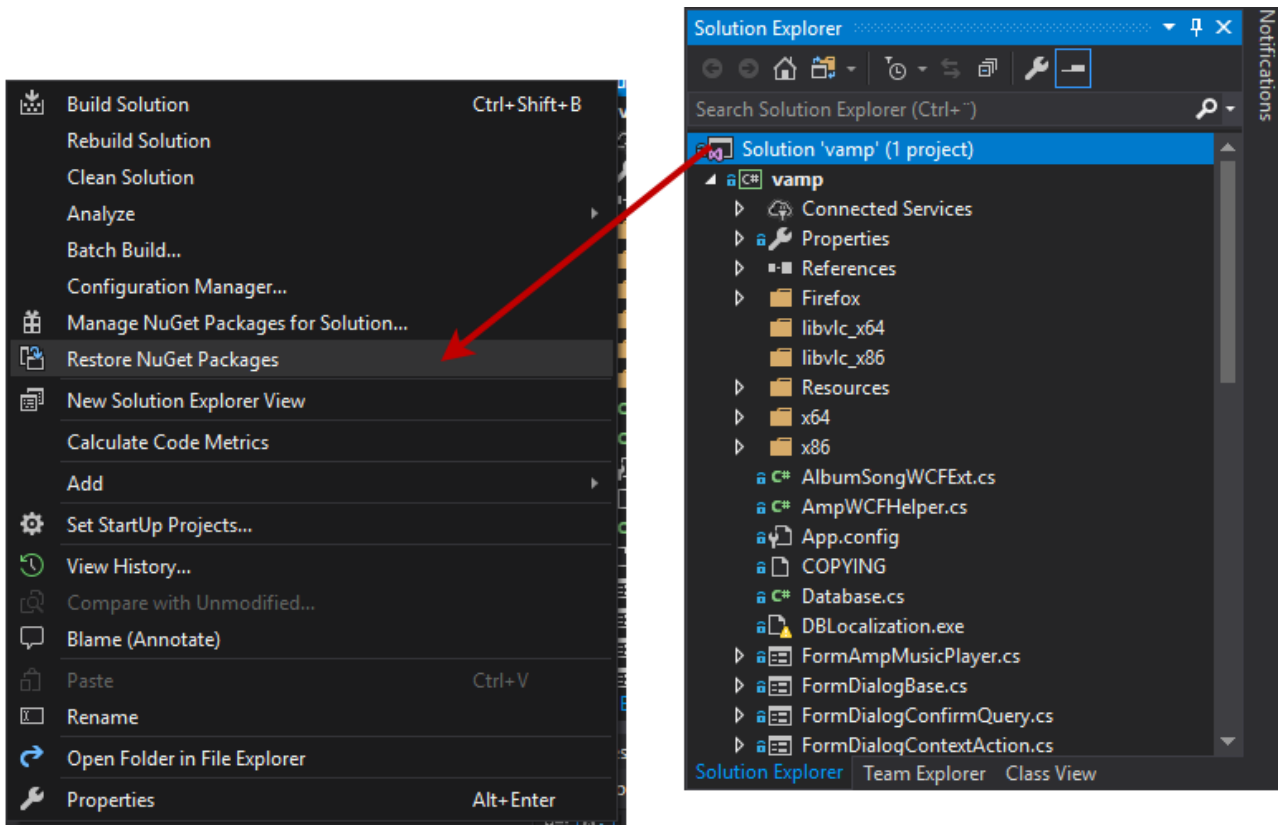 Build Solution Ctrl+Shift+B
Rebuild Solution
Clean Solution
Analyze
Batch Build...
Configuration Manager...
Manage NuGet Packages for Solution...
Restore NuGet Packages
New Solution Explorer View
Calculate Code Metrics
Add
Set StartUp Projects...
View History...
Compare with Unmodified...
Blame (Annotate)
Paste Ctrl+V
Rename
Open Folder in File Explorer
Properties Alt+Enter
Solution Explorer
Search Solution Explorer (Ctrl+¨)
Solution 'vamp' (1 project)
C# vamp
Connected Services
Properties
References
Firefox
libvlc_x64
libvlc_x86
Resources
x64
x86
C# AlbumSongWCFExt.cs
C# AmpWCFHelper.cs
App.config
COPYING
C# Database.cs
DBLocalization.exe
FormAmpMusicPlayer.cs
FormDialogBase.cs
FormDialogConfirmQuery.cs
FormDialogContextAction.cs
Solution Explorer Team Explorer Class View
Notifications